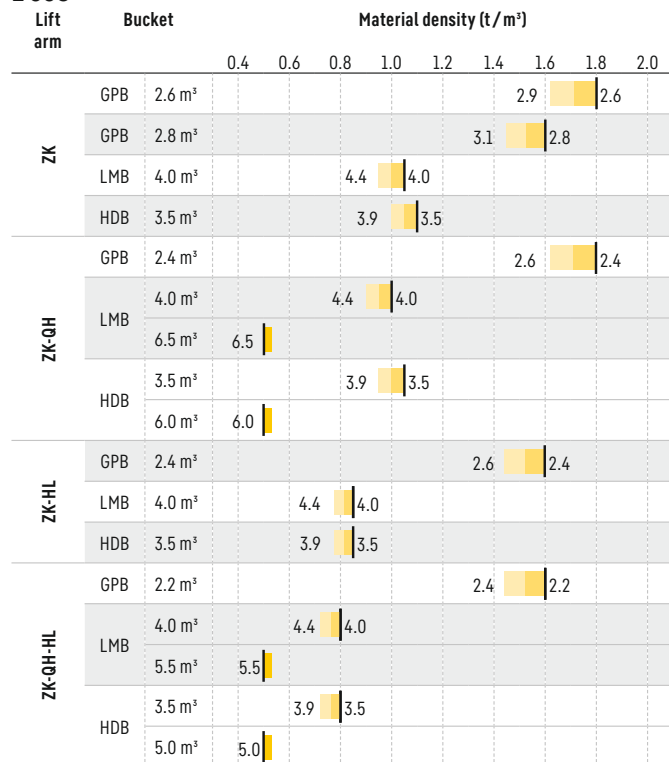 Lift arm Bucket Material density (t/m³)
0.4 0.6 0.8 1.0 1.2 1.4 1.6 1.8 2.0
ZK
GPB 2.6 m³ 2.9 2.6
GPB 2.8 m³ 3.1 2.8
LMB 4.0 m³ 4.4 4.0
HDB 3.5 m³ 3.9 3.5
ZK-QH
GPB 2.4 m³ 2.6 2.4
LMB 4.0 m³ 4.4 4.0
6.5 m³ 6.5
HDB 3.5 m³ 3.9 3.5
6.0 m³ 6.0
ZK-HL
GPB 2.4 m³ 2.6 2.4
LMB 4.0 m³ 4.4 4.0
HDB 3.5 m³ 3.9 3.5
ZK-QH-HL
GPB 2.2 m³ 2.4 2.2
LMB 4.0 m³ 4.4 4.0
5.5 m³ 5.5
HDB 3.5 m³ 3.9 3.5
5.0 m³ 5.0